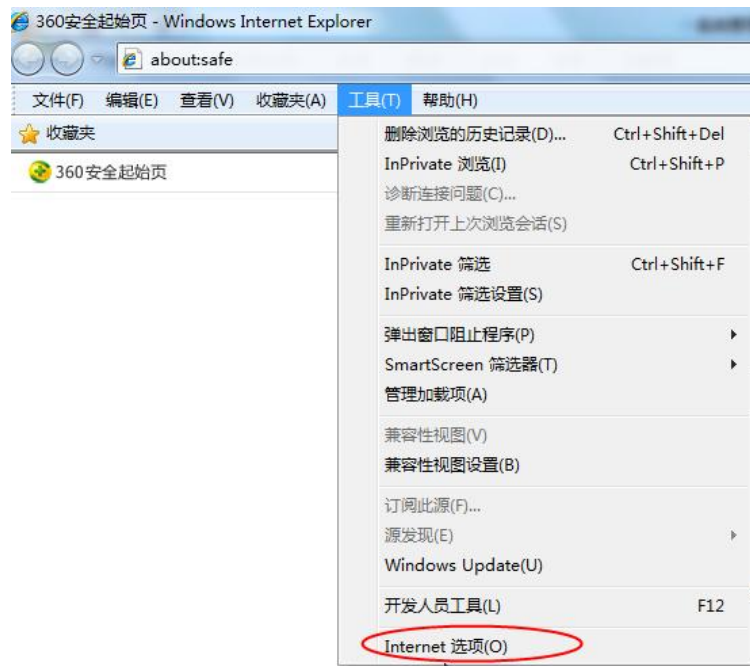 360安全起始页 - Windows Internet Explorer
about:safe
文件(F) 编辑(E) 查看(V) 收藏夹(A) 工具(T) 帮助(H)
收藏夹
360安全起始页
删除浏览的历史记录(D)... Ctrl+Shift+Del
InPrivate 浏览(I) Ctrl+Shift+P
诊断连接问题(C)...
重新打开上次浏览会话(S)
InPrivate 筛选 Ctrl+Shift+F
InPrivate 筛选设置(S)
弹出窗口阻止程序(P)
SmartScreen 筛选器(T)
管理加载项(A)
兼容性视图(V)
兼容性视图设置(B)
订阅此源(F)...
源发现(E)
Windows Update(U)
开发人员工具(L) F12
Internet 选项(O)